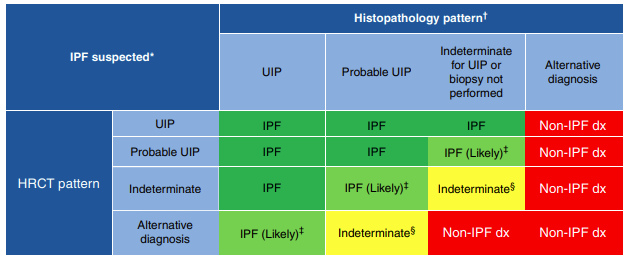 Histopathology pattern†
IPF suspected*
UIP
Probable UIP
Indeterminate
for UIP or
biopsy not
performed
Alternative
diagnosis
HRCT pattern
UIP
IPF
IPF
IPF
Non-IPF dx
Probable UIP
IPF
IPF
IPF (Likely)‡
Non-IPF dx
Indeterminate
IPF
IPF (Likely)‡
Indeterminate§
Non-IPF dx
Alternative
diagnosis
IPF (Likely)‡
Indeterminate§
Non-IPF dx
Non-IPF dx